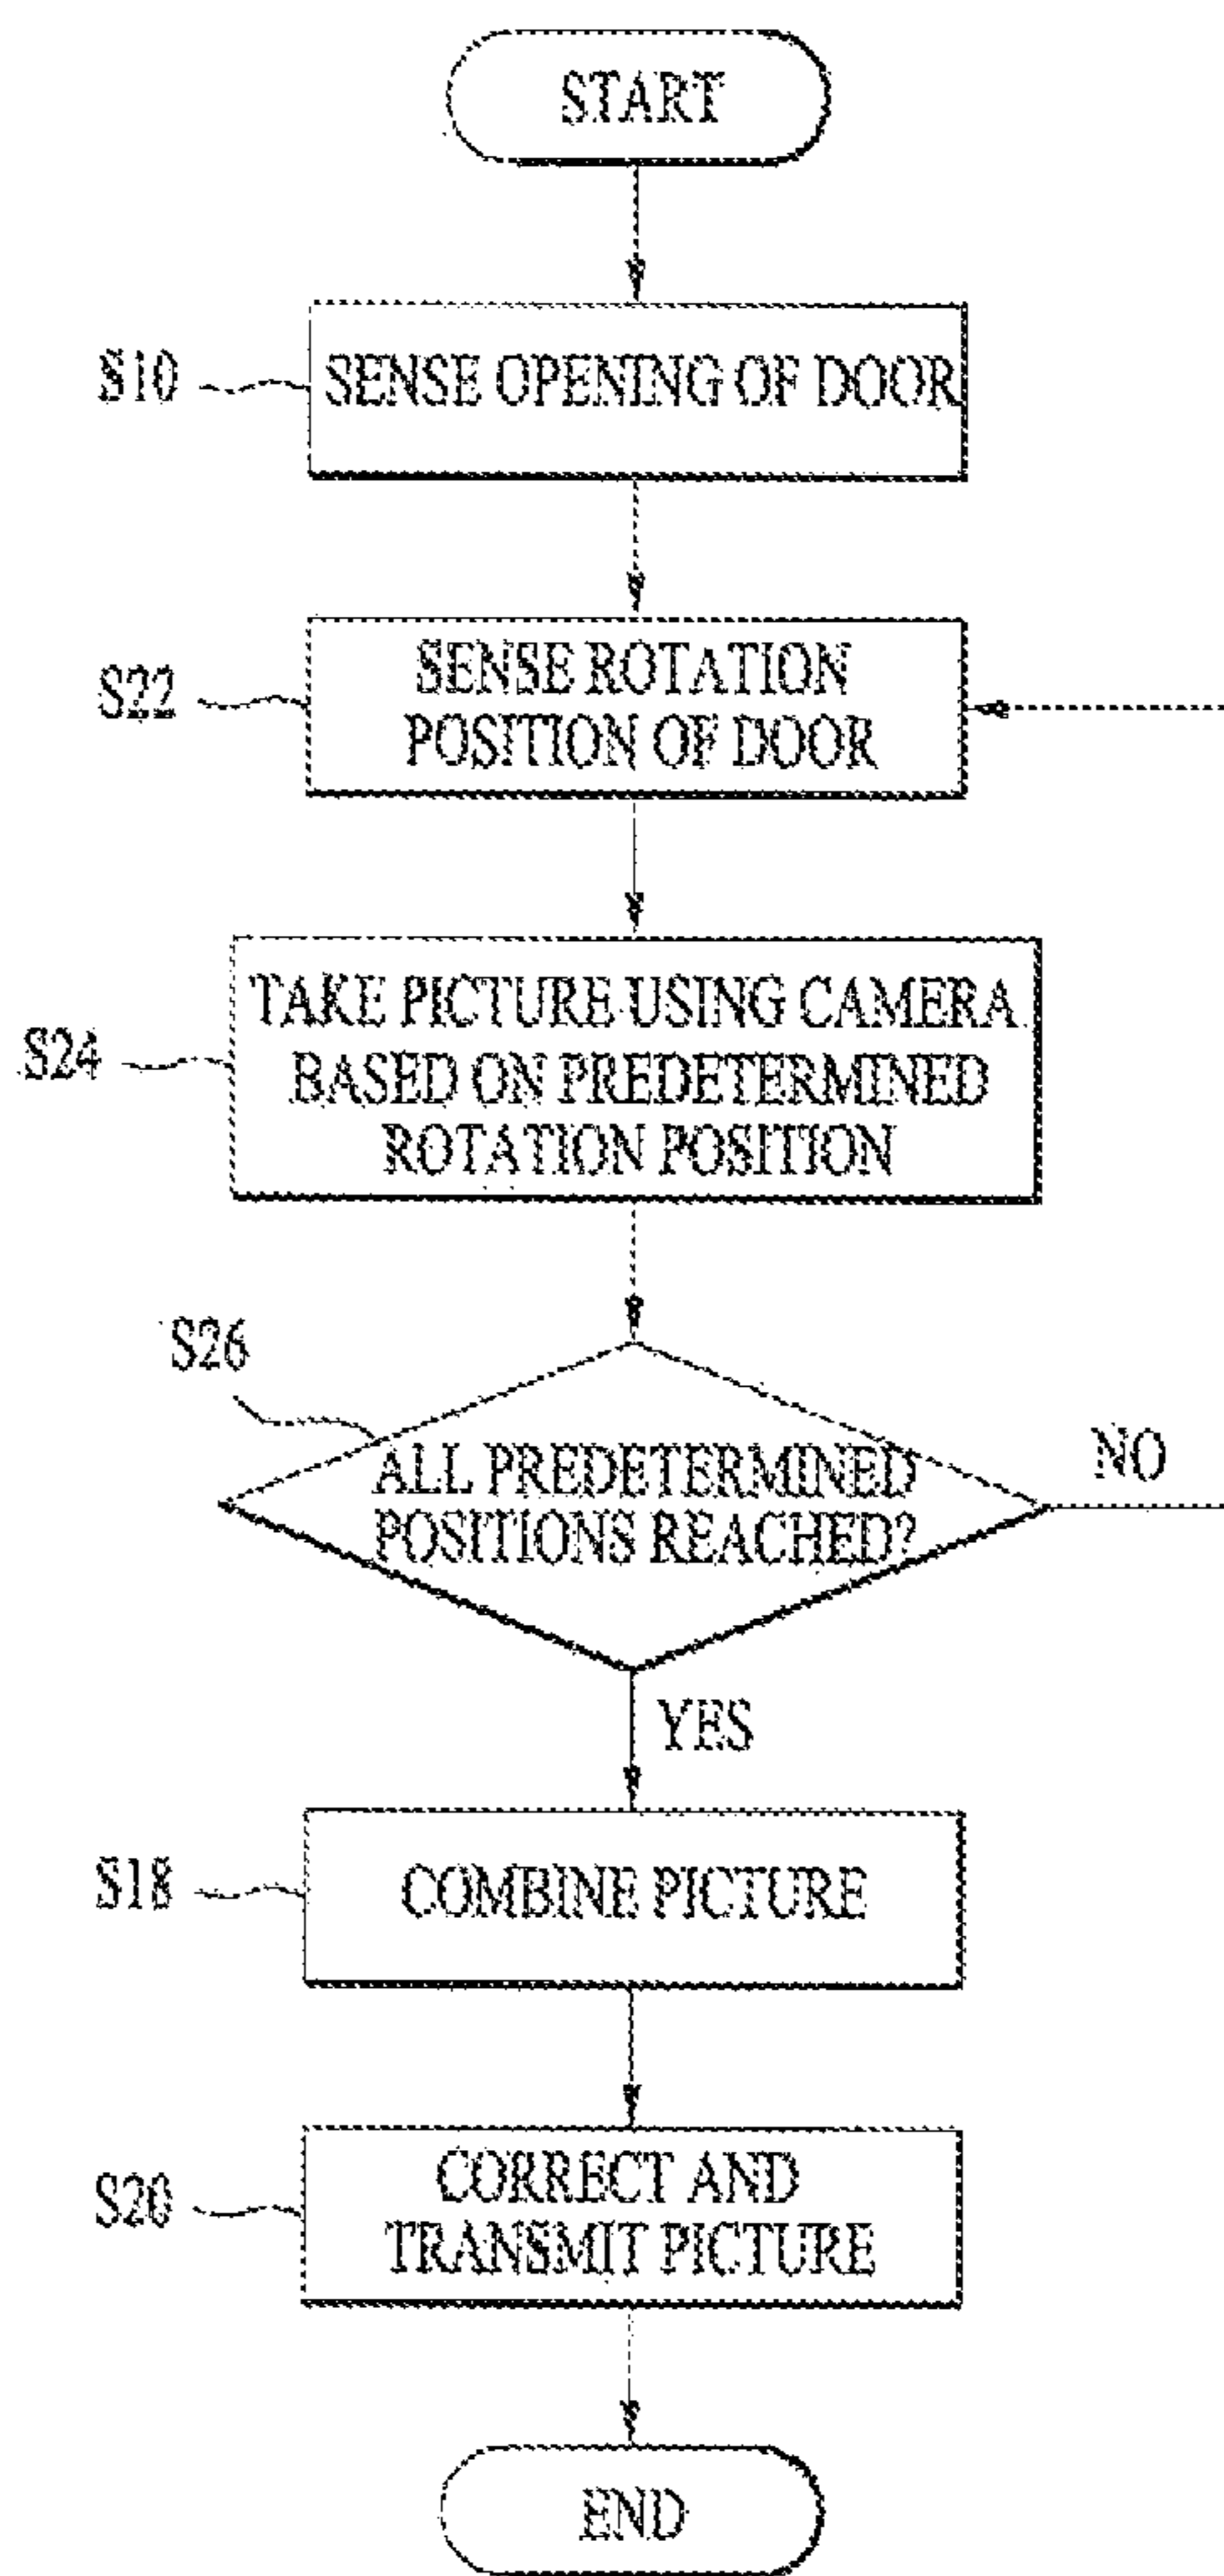 START
S10
SENSE OPENING OF DOOR
S22
SENSE ROTATION
POSITION OF DOOR
S24
TAKE PICTURE USING CAMERA
BASED ON PREDETERMINED
ROTATION POSITION
S26
ALL PREDETERMINED
POSITIONS REACHED?
NO
YES
S18
COMBINE PICTURE
S20
CORRECT AND
TRANSMIT PICTURE
END